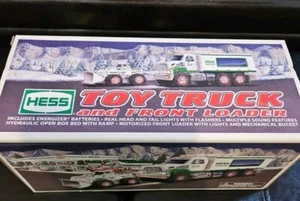 HESS
TOY TRUCK
and FRONT LOADER
INCLUDES ENERGIZER® BATTERIES • REAL HEAD AND TAIL LIGHTS WITH FLASHERS • MULTIPLE SOUND FEATURES
HYDRAULIC OPEN BOX BED WITH RAMP • MOTORIZED FRONT LOADER WITH LIGHTS AND MECHANICAL BUCKET